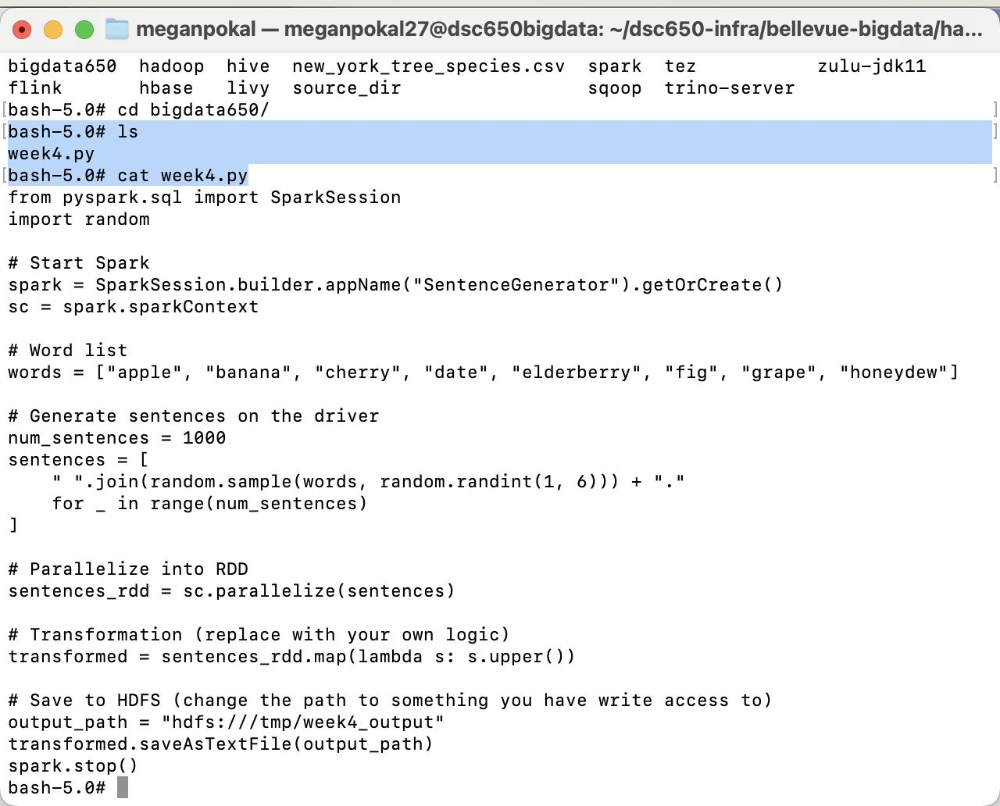 meganpokal — meganpokal27@dsc650bigdata: ~/dsc650-infra/bellevue-bigdata/ha...
bigdata650  hadoop  hive  new_york_tree_species.csv  spark  tez           zulu-jdk11
flink       hbase   livy  source_dir                 sqoop  trino-server
[bash-5.0# cd bigdata650/ ]
[bash-5.0# ls ]
week4.py
[bash-5.0# cat week4.py ]
from pyspark.sql import SparkSession
import random

# Start Spark
spark = SparkSession.builder.appName("SentenceGenerator").getOrCreate()
sc = spark.sparkContext

# Word list
words = ["apple", "banana", "cherry", "date", "elderberry", "fig", "grape", "honeydew"]

# Generate sentences on the driver
num_sentences = 1000
sentences = [
    " ".join(random.sample(words, random.randint(1, 6))) + "."
    for _ in range(num_sentences)
]

# Parallelize into RDD
sentences_rdd = sc.parallelize(sentences)

# Transformation (replace with your own logic)
transformed = sentences_rdd.map(lambda s: s.upper())

# Save to HDFS (change the path to something you have write access to)
output_path = "hdfs:///tmp/week4_output"
transformed.saveAsTextFile(output_path)
spark.stop()
bash-5.0#